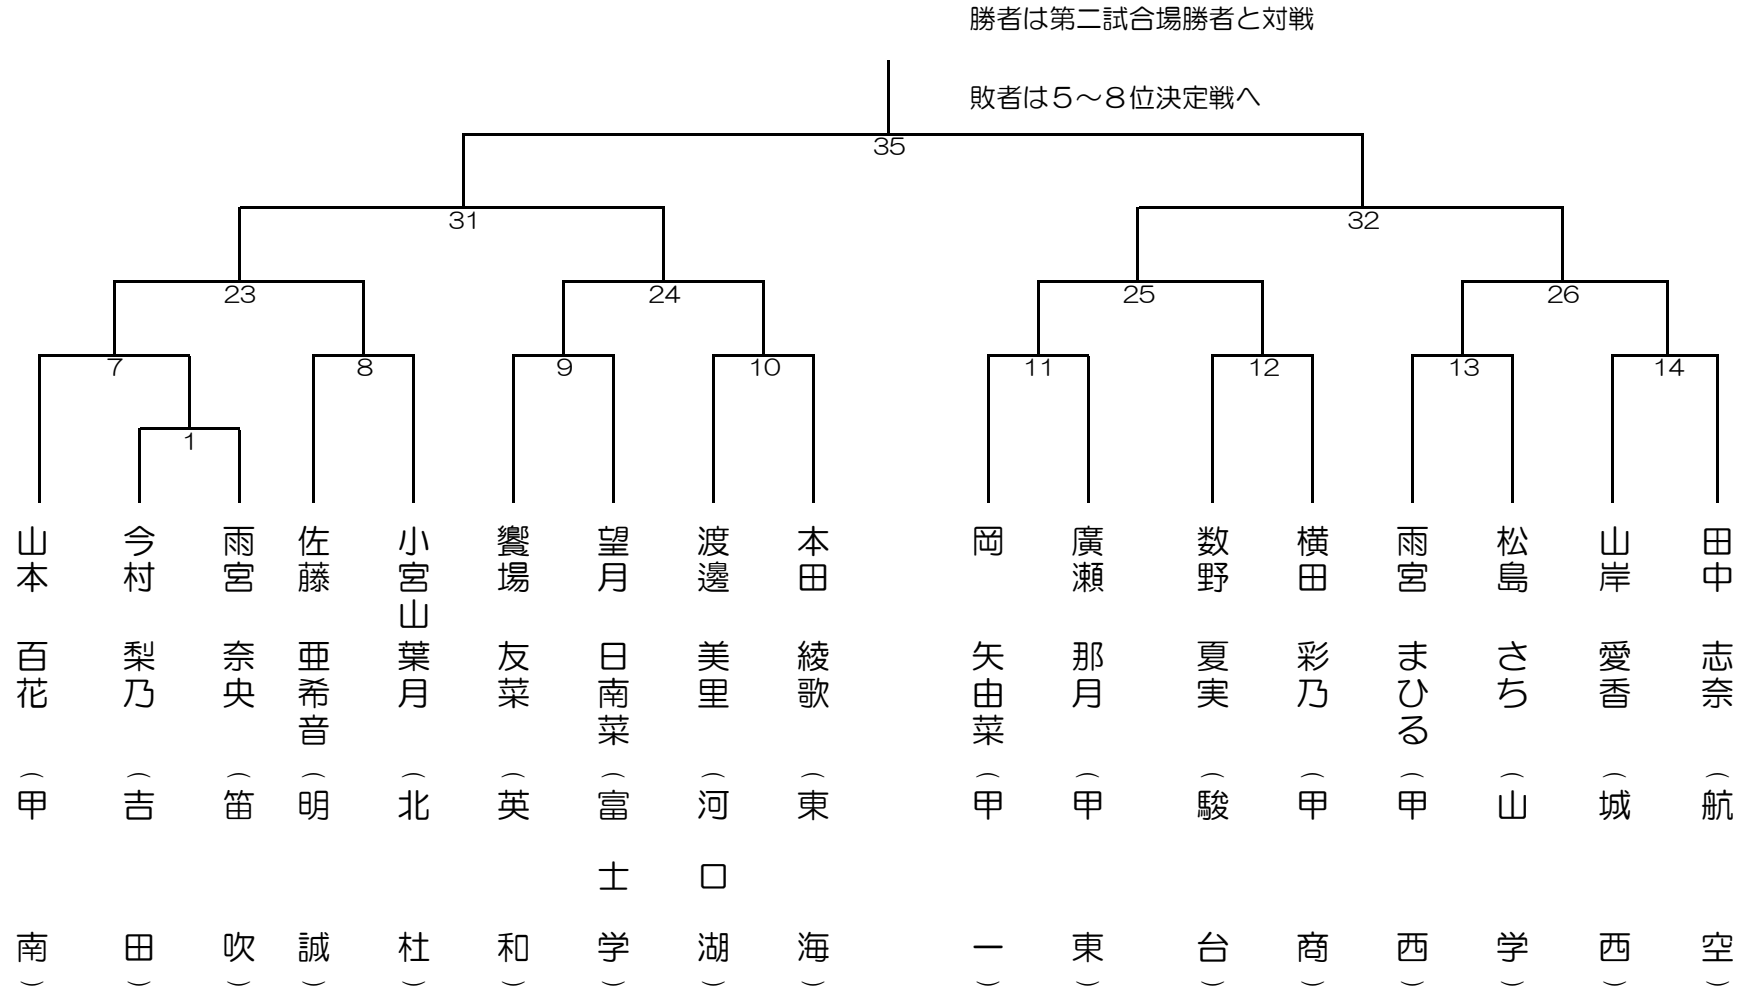 勝者は第二試合場勝者と対戦
敗者は５～８位決定戦へ
35
31
32
23
24
25
26
7
8
9
10
11
12
13
14
1
山本 百花 （甲 南）
今村 梨乃 （吉 田）
雨宮 奈央 （笛 吹）
佐藤 亜希音 （明 誠）
小宮山 葉月 （北 杜）
饗場 友菜 （英 和）
望月 日南菜 （富 士 学）
渡邊 美里 （河 口 湖）
本田 綾歌 （東 海）
岡 矢由菜 （甲 一）
廣瀬 那月 （甲 東）
数野 夏実 （駿 台）
横田 彩乃 （甲 商）
雨宮 まひる （甲 西）
松島 さち （山 学）
山岸 愛香 （城 西）
田中 志奈 （航 空）